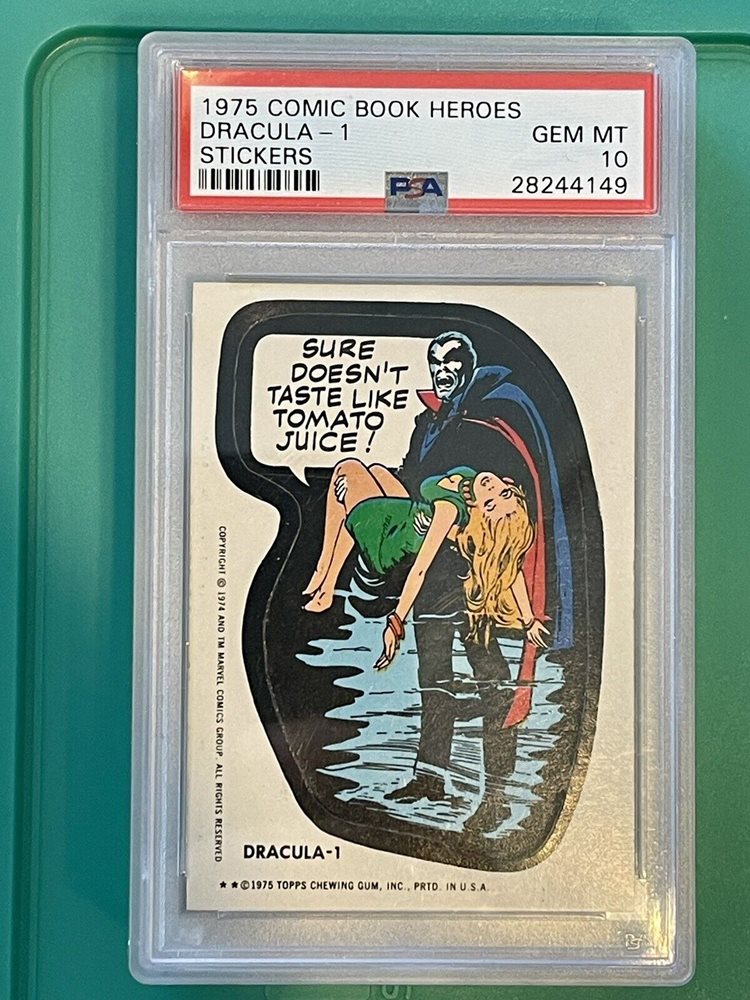 1975 COMIC BOOK HEROES
DRACULA - 1
GEM MT
STICKERS
10
PSA
28244149
SURE
DOESN'T
TASTE LIKE
TOMATO
JUICE!
COPYRIGHT © 1974 AND TM MARVEL COMICS GROUP. ALL RIGHTS RESERVED
DRACULA-1
★ ★ © 1975 TOPPS CHEWING GUM, INC., PRTD. IN U.S.A.